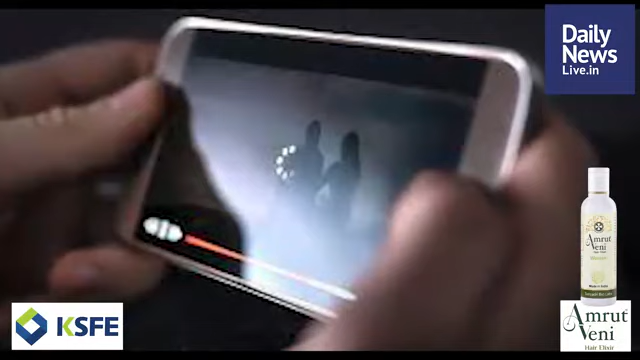 Daily
News
Live.in
Amrut
Veni
KSFE
Amrut
Veni
Hair Elixir